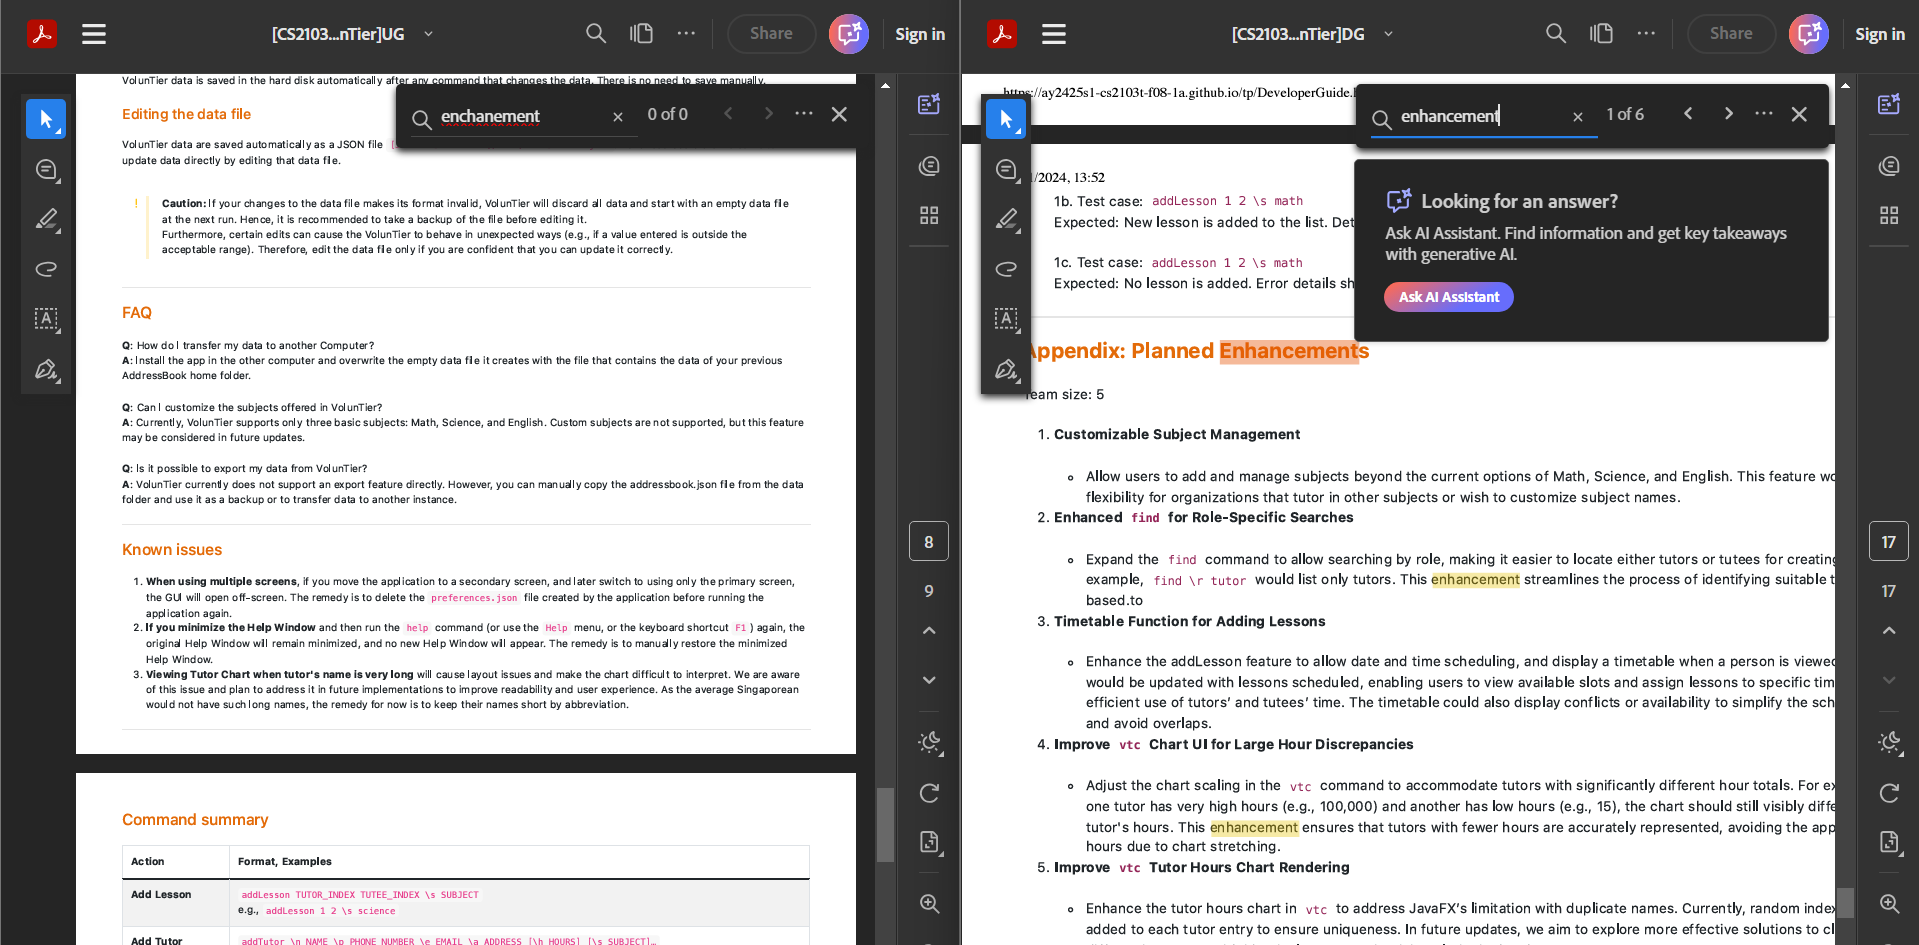 [CS2103...nTier]UG
Share
Sign in
VolunTier data is saved in the hard disk automatically after any command that changes the data. There is no need to save manually.
enchanement
0 of 0
Editing the data file
VolunTier data are saved automatically as a JSON file
update data directly by editing that data file.
!
Caution: If your changes to the data file makes its format invalid, VolunTier will discard all data and start with an empty data file
at the next run. Hence, it is recommended to take a backup of the file before editing it.
Furthermore, certain edits can cause the VolunTier to behave in unexpected ways (e.g., if a value entered is outside the
acceptable range). Therefore, edit the data file only if you are confident that you can update it correctly.
FAQ
Q: How do I transfer my data to another Computer?
A: Install the app in the other computer and overwrite the empty data file it creates with the file that contains the data of your previous
AddressBook home folder.
Q: Can I customize the subjects offered in VolunTier?
A: Currently, VolunTier supports only three basic subjects: Math, Science, and English. Custom subjects are not supported, but this feature
may be considered in future updates.
Q: Is it possible to export my data from VolunTier?
A: VolunTier currently does not support an export feature directly. However, you can manually copy the addressbook.json file from the data
folder and use it as a backup or to transfer data to another instance.
Known issues
1. When using multiple screens, if you move the application to a secondary screen, and later switch to using only the primary screen,
the GUI will open off-screen. The remedy is to delete the preferences.json file created by the application before running the
application again.
2. If you minimize the Help Window and then run the help command (or use the Help menu, or the keyboard shortcut F1 ) again, the
original Help Window will remain minimized, and no new Help Window will appear. The remedy is to manually restore the minimized
Help Window.
3. Viewing Tutor Chart when tutor's name is very long will cause layout issues and make the chart difficult to interpret. We are aware
of this issue and plan to address it in future implementations to improve readability and user experience. As the average Singaporean
would not have such long names, the remedy for now is to keep their names short by abbreviation.
Command summary
Action Format, Examples
Add Lesson addLesson TUTOR_INDEX TUTEE_INDEX \s SUBJECT
e.g., addLesson 1 2 \s science
Add Tutor addTutor \n NAME \p PHONE_NUMBER \e EMAIL \a ADDRESS [\h HOURS] [\s SUBJECT]…
8
9
[CS2103...nTier]DG
Share
Sign in
https://ay2425s1-cs2103t-f08-1a.github.io/tp/DeveloperGuide.
enhancement
1 of 6
Looking for an answer?
Ask AI Assistant. Find information and get key takeaways
with generative AI.
Ask AI Assistant
1/2024, 13:52
1b. Test case: addLesson 1 2 \s math
Expected: New lesson is added to the list. Det
1c. Test case: addLesson 1 2 \s math
Expected: No lesson is added. Error details sh
Appendix: Planned Enhancements
Team size: 5
1. Customizable Subject Management
Allow users to add and manage subjects beyond the current options of Math, Science, and English. This feature wo
flexibility for organizations that tutor in other subjects or wish to customize subject names.
2. Enhanced find for Role-Specific Searches
Expand the find command to allow searching by role, making it easier to locate either tutors or tutees for creating
example, find \r tutor would list only tutors. This enhancement streamlines the process of identifying suitable t
based.to
3. Timetable Function for Adding Lessons
Enhance the addLesson feature to allow date and time scheduling, and display a timetable when a person is viewed
would be updated with lessons scheduled, enabling users to view available slots and assign lessons to specific tim
efficient use of tutors’ and tutees’ time. The timetable could also display conflicts or availability to simplify the sch
and avoid overlaps.
4. Improve vtc Chart UI for Large Hour Discrepancies
Adjust the chart scaling in the vtc command to accommodate tutors with significantly different hour totals. For ex
one tutor has very high hours (e.g., 100,000) and another has low hours (e.g., 15), the chart should still visibly diffe
tutor's hours. This enhancement ensures that tutors with fewer hours are accurately represented, avoiding the app
hours due to chart stretching.
5. Improve vtc Tutor Hours Chart Rendering
Enhance the tutor hours chart in vtc to address JavaFX’s limitation with duplicate names. Currently, random index
added to each tutor entry to ensure uniqueness. In future updates, we aim to explore more effective solutions to cl
17
17